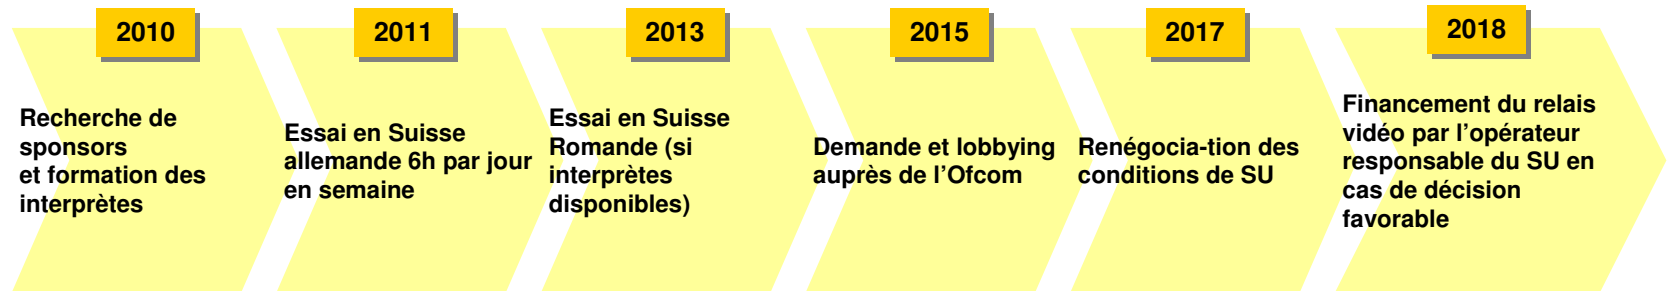 2010
Recherche de
sponsors
et formation des
interprètes
2011
Essai en Suisse
allemande 6h par jour
en semaine
2013
Essai en Suisse
Romande (si
interprètes
disponibles)
2015
Demande et lobbying
auprès de l’Ofcom
2017
Renégocia-tion des
conditions de SU
2018
Financement du relais
vidéo par l’opérateur
responsable du SU en
cas de décision
favorable